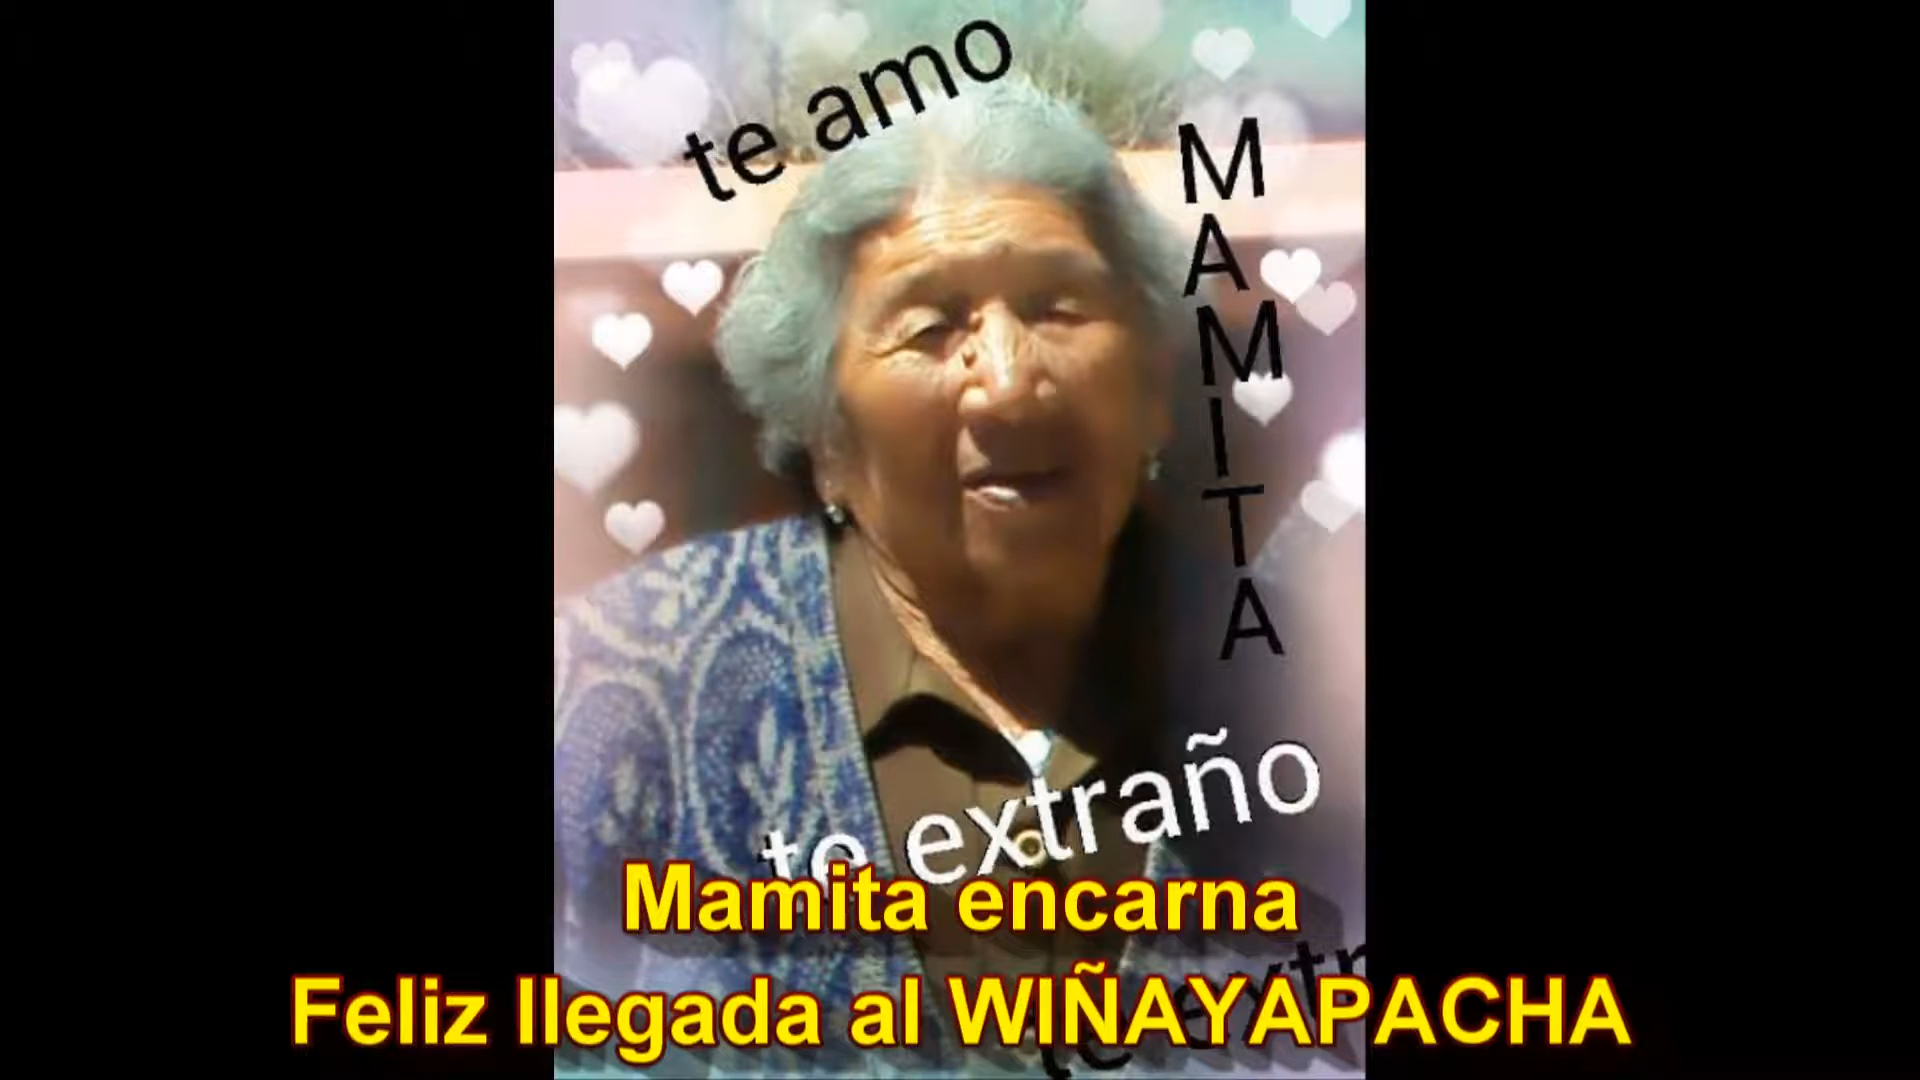 te amo
MAMITA
te extraño
Mamita encarna
Feliz llegada al WIÑAYAPACHA